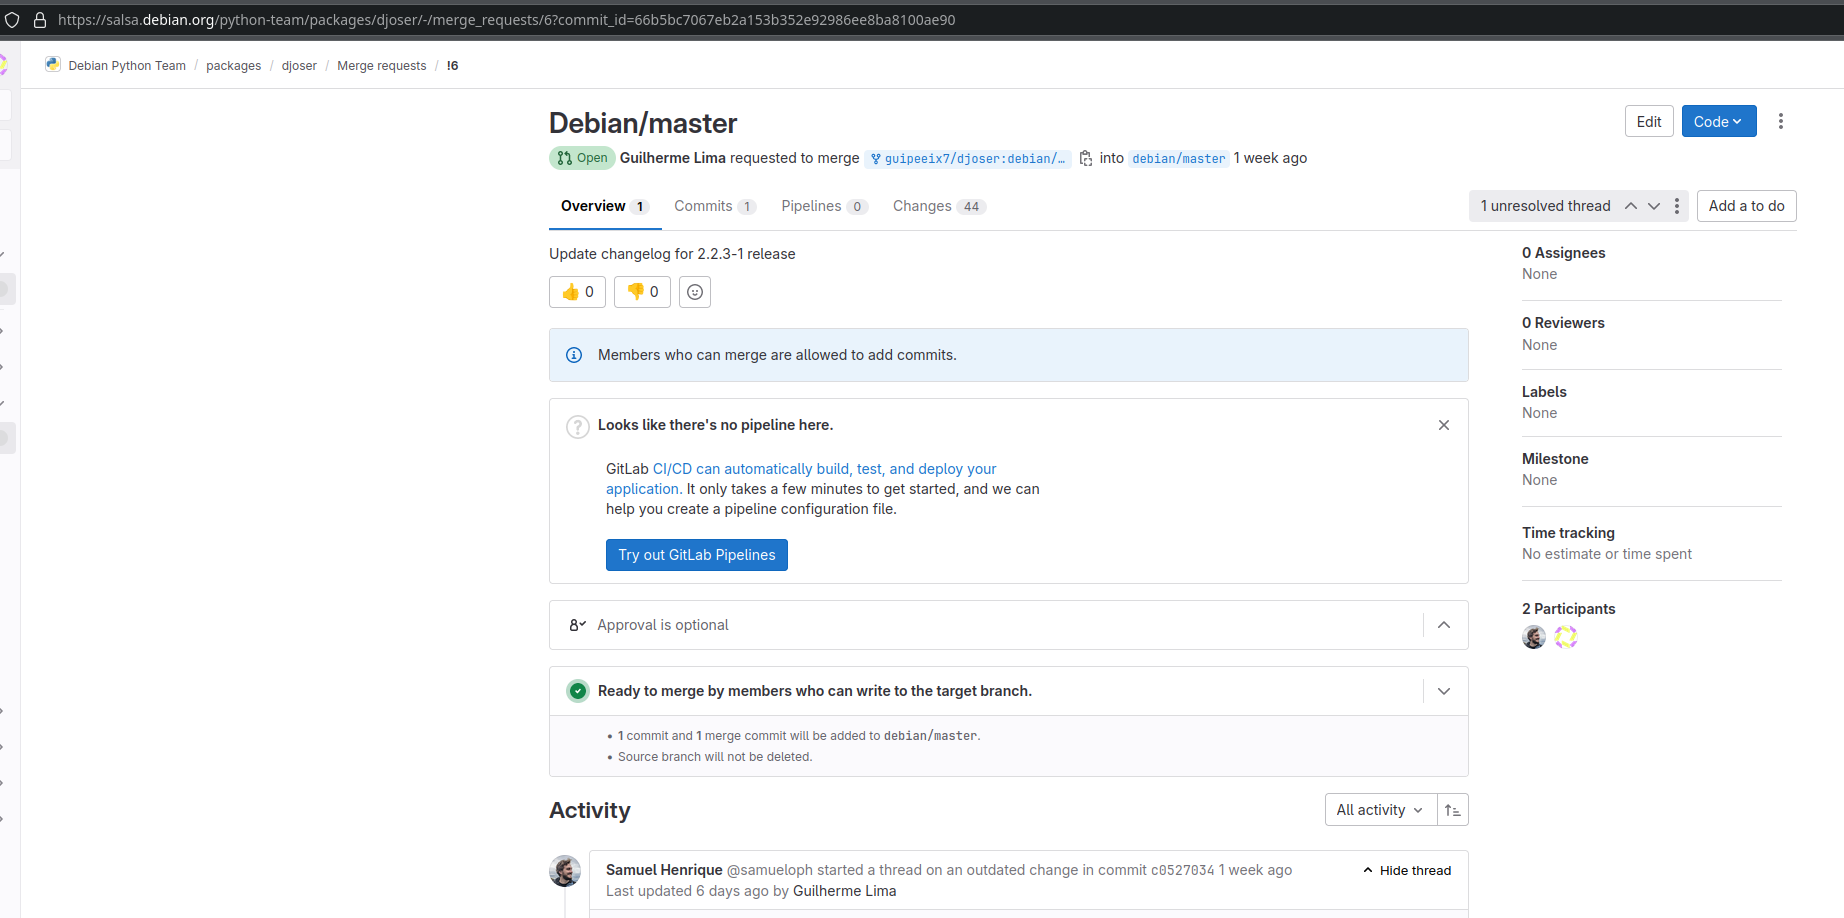 https://salsa.debian.org/python-team/packages/djoser/-/merge_requests/6?commit_id=66b5bc7067eb2a153b352e92986ee8ba8100ae90
Debian Python Team / packages / djoser / Merge requests / !6
Debian/master
Edit
Code
Open Guilherme Lima requested to merge guipeeix7/djoser:debian/… into debian/master 1 week ago
Overview 1 Commits 1 Pipelines 0 Changes 44
1 unresolved thread
Add a to do
Update changelog for 2.2.3-1 release
👍 0 👎 0
Members who can merge are allowed to add commits.
Looks like there's no pipeline here.
GitLab CI/CD can automatically build, test, and deploy your
application. It only takes a few minutes to get started, and we can
help you create a pipeline configuration file.
Try out GitLab Pipelines
Approval is optional
Ready to merge by members who can write to the target branch.
• 1 commit and 1 merge commit will be added to debian/master.
• Source branch will not be deleted.
Activity
All activity
Samuel Henrique @samueloph started a thread on an outdated change in commit c0527034 1 week ago
Hide thread
Last updated 6 days ago by Guilherme Lima
0 Assignees
None
0 Reviewers
None
Labels
None
Milestone
None
Time tracking
No estimate or time spent
2 Participants